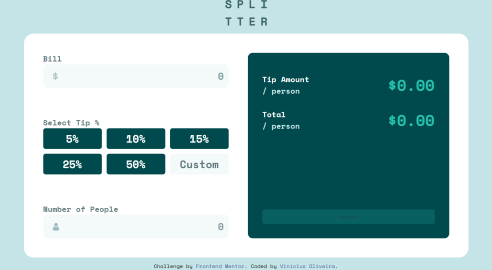 SPLI
TTER
Bill
$ 0
Select Tip %
5% 10% 15%
25% 50% Custom
Number of People
0
Tip Amount
/ person
$0.00
Total
/ person
$0.00
Challenge by Frontend Mentor. Coded by Vinicius Oliveira.